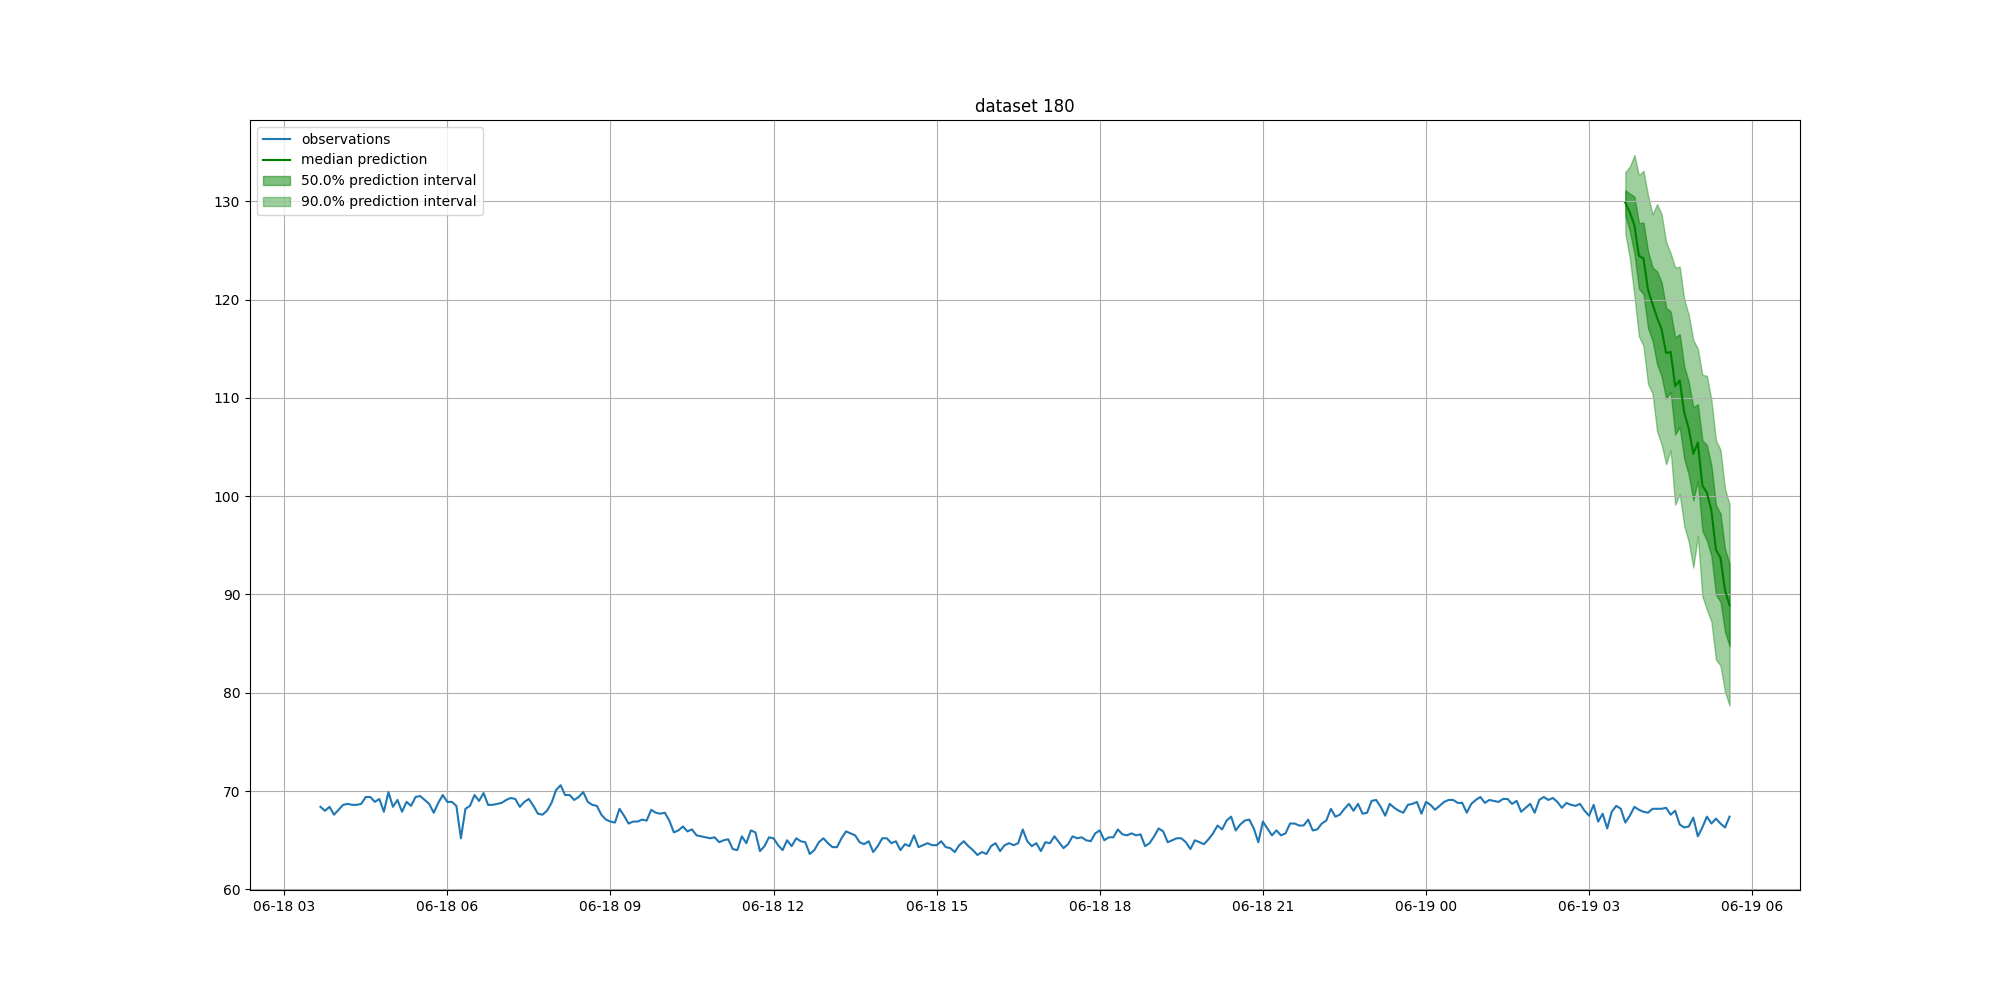 dataset 180
observations
median prediction
50.0% prediction interval
90.0% prediction interval
130
120
110
100
90
80
70
60
06-18 03 06-18 06 06-18 09 06-18 12 06-18 15 06-18 18 06-18 21 06-19 00 06-19 03 06-19 06